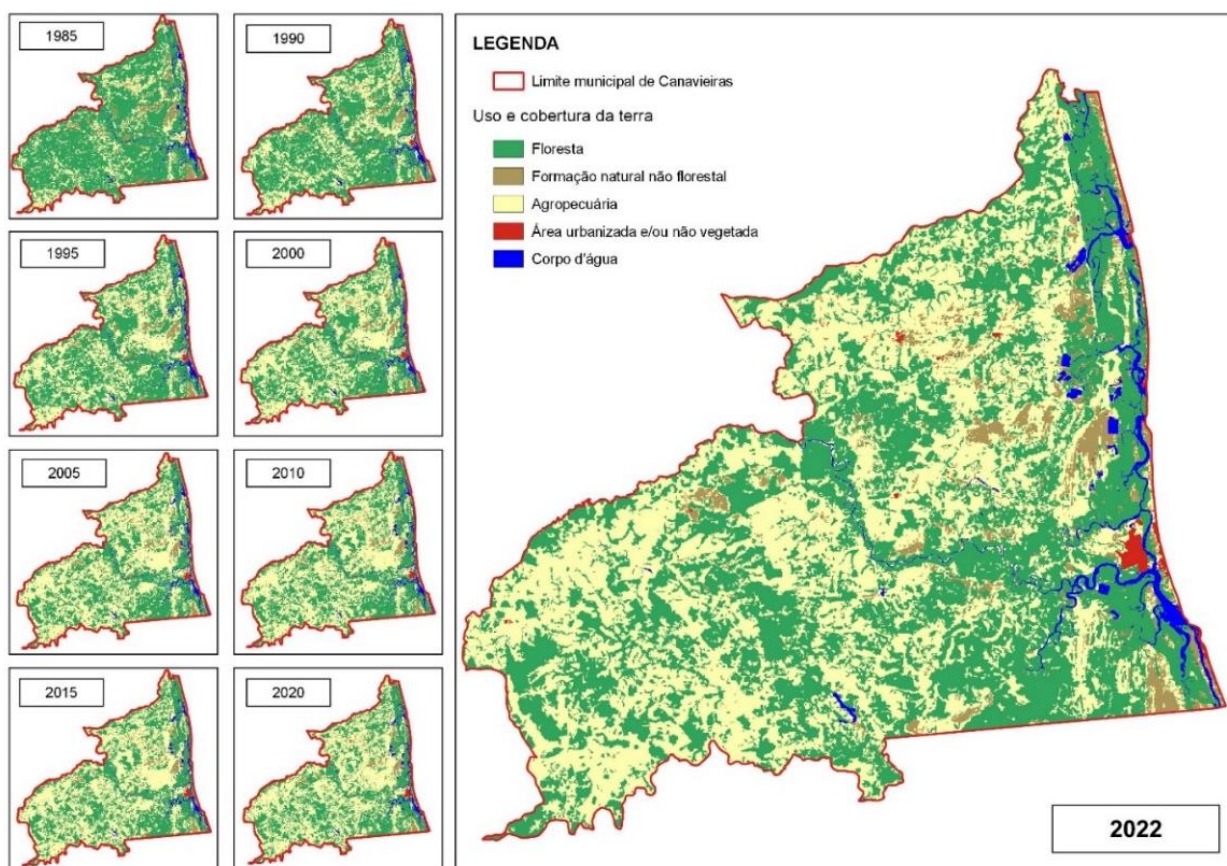 1985
1990
1995
2000
2005
2010
2015
2020
LEGENDA
Limite municipal de Canavieiras
Uso e cobertura da terra
Floresta
Formação natural não florestal
Agropecuária
Área urbanizada e/ou não vegetada
Corpo d'água
2022